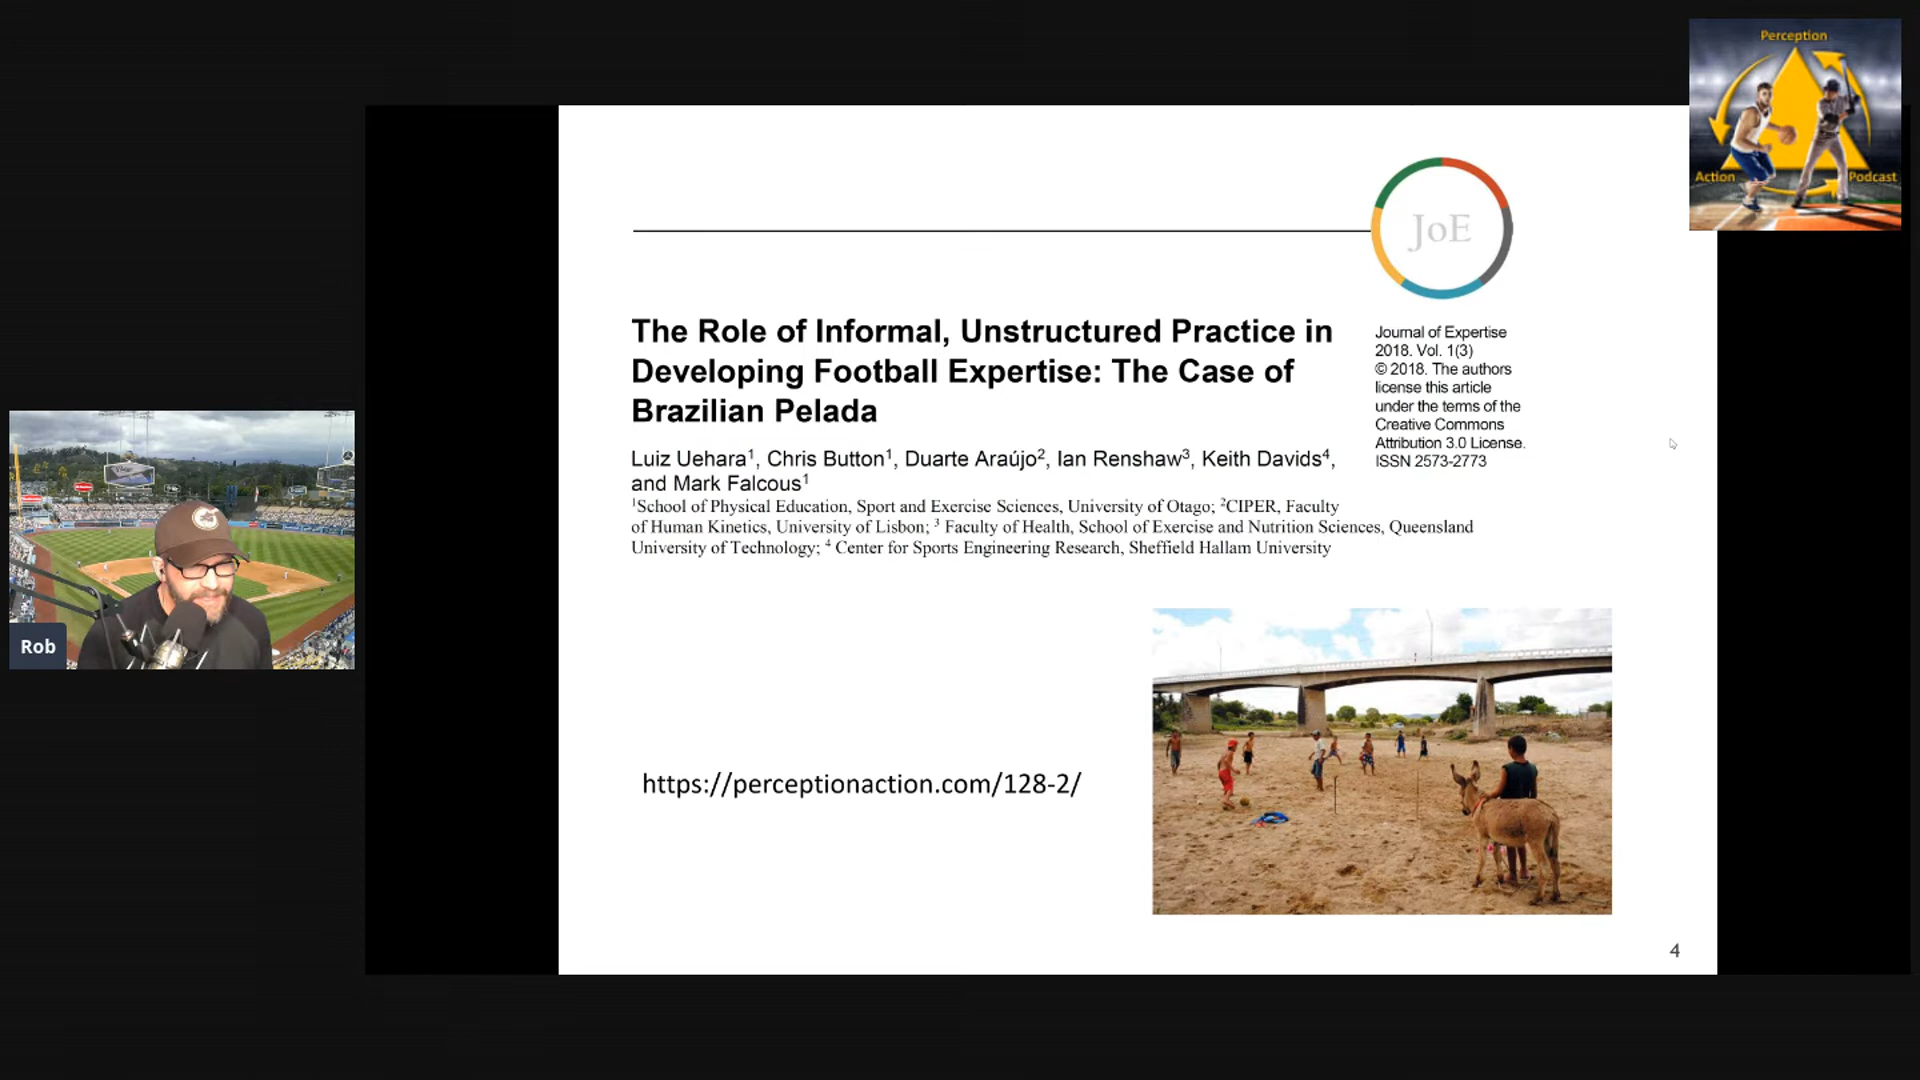 Perception
Action
Podcast
JoE
The Role of Informal, Unstructured Practice in
Developing Football Expertise: The Case of
Brazilian Pelada
Luiz Uehara¹, Chris Button¹, Duarte Araújo², Ian Renshaw³, Keith Davids⁴,
and Mark Falcous¹
¹School of Physical Education, Sport and Exercise Sciences, University of Otago; ²CIPER, Faculty
of Human Kinetics, University of Lisbon; ³ Faculty of Health, School of Exercise and Nutrition Sciences, Queensland
University of Technology; ⁴ Center for Sports Engineering Research, Sheffield Hallam University
Journal of Expertise
2018. Vol. 1(3)
© 2018. The authors
license this article
under the terms of the
Creative Commons
Attribution 3.0 License.
ISSN 2573-2773
Rob
https://perceptionaction.com/128-2/
4